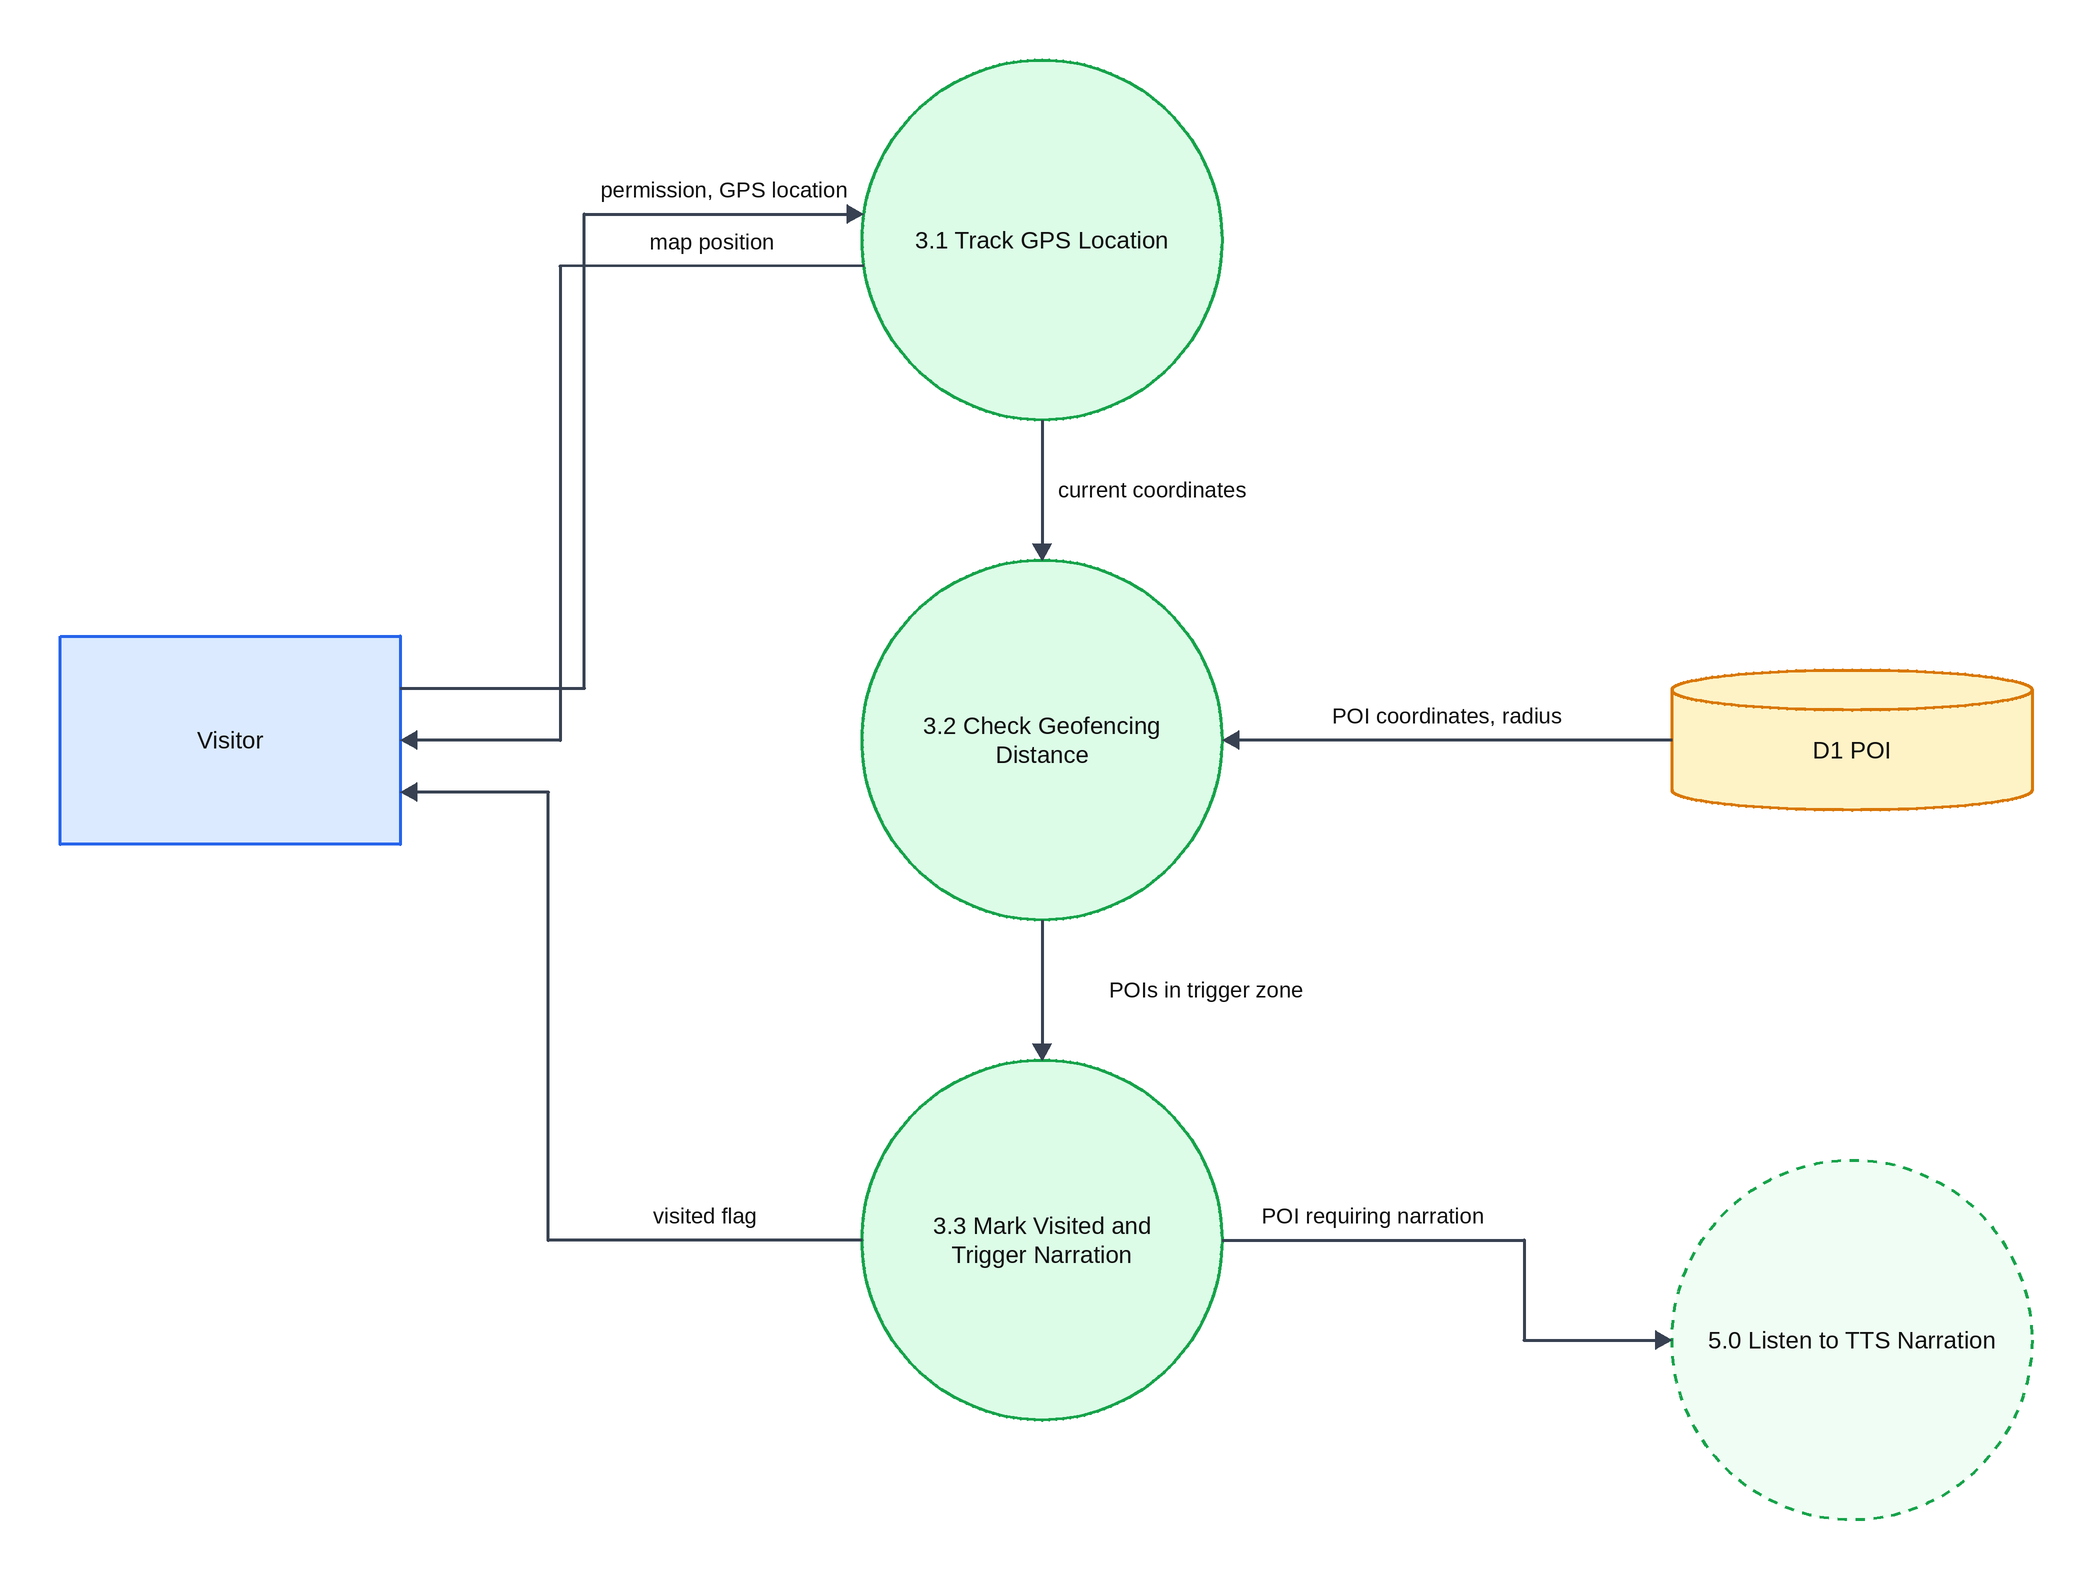 permission, GPS location
map position
3.1 Track GPS Location
current coordinates
Visitor
3.2 Check Geofencing
Distance
POI coordinates, radius
D1 POI
POIs in trigger zone
visited flag
3.3 Mark Visited and
Trigger Narration
POI requiring narration
5.0 Listen to TTS Narration